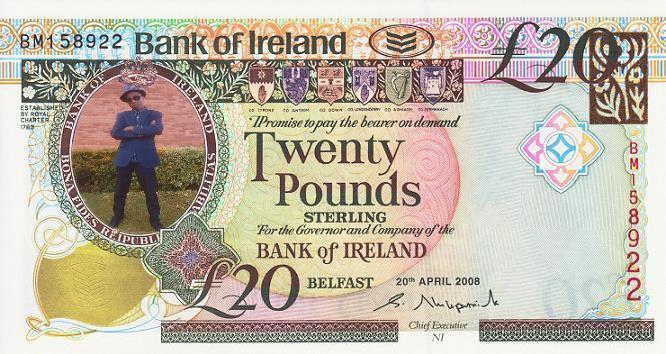 BM158922 Bank of Ireland £20
BANK OF IRELAND
BONA FIDES REIPUBLICÆ STABILITAS
ESTABLISHED
BY ROYAL
CHARTER
1783
CO TYRONE CO ANTRIM CO DOWN CO. LONDONDERRY CO ARMAGH CO FERMANAGH
I Promise to pay the bearer on demand
Twenty
Pounds
STERLING
For the Governor and Company of the
BANK of IRELAND
£20 BELFAST 20TH APRIL 2008
Chief Executive
NI
BM158922
£20